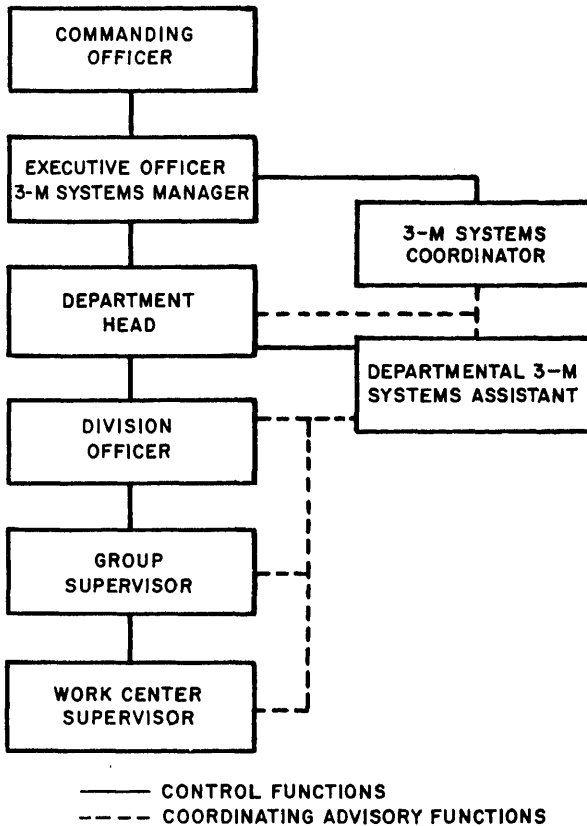 COMMANDING
OFFICER
EXECUTIVE OFFICER
3-M SYSTEMS MANAGER
3-M SYSTEMS
COORDINATOR
DEPARTMENT
HEAD
DEPARTMENTAL 3-M
SYSTEMS ASSISTANT
DIVISION
OFFICER
GROUP
SUPERVISOR
WORK CENTER
SUPERVISOR
CONTROL FUNCTIONS
COORDINATING ADVISORY FUNCTIONS